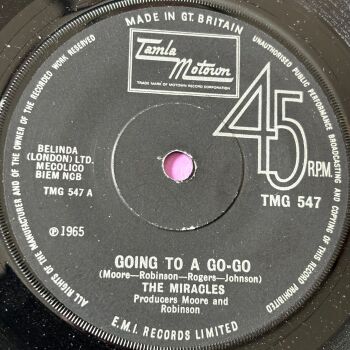 MADE IN GT. BRITAIN
Tamla
Motown
TRADE MARK OF MOTOWN RECORD CORPORATION
UNAUTHORISED PUBLIC PERFORMANCE BROADCASTING AND COPYING OF THIS RECORD PROHIBITED
ALL RIGHTS OF THE MANUFACTURER AND OF THE OWNER OF THE RECORDED WORK RESERVED
45
R.P.M.
BELINDA
(LONDON) LTD.
MECOLICO
BIEM NCB
TMG 547 A
TMG 547
℗ 1965
GOING TO A GO-GO
(Moore—Robinson—Rogers—Johnson)
THE MIRACLES
Producers Moore and
Robinson
E.M.I. RECORDS LIMITED